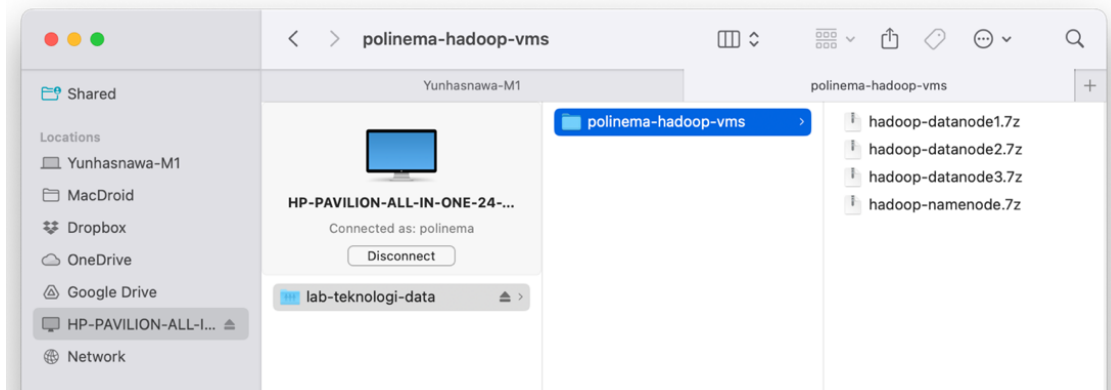 polinema-hadoop-vms
Shared
Locations
Yunhasnawa-M1
MacDroid
Dropbox
OneDrive
Google Drive
HP-PAVILION-ALL-I...
Network
Yunhasnawa-M1
polinema-hadoop-vms
HP-PAVILION-ALL-IN-ONE-24-...
Connected as: polinema
Disconnect
lab-teknologi-data
polinema-hadoop-vms
hadoop-datanode1.7z
hadoop-datanode2.7z
hadoop-datanode3.7z
hadoop-namenode.7z